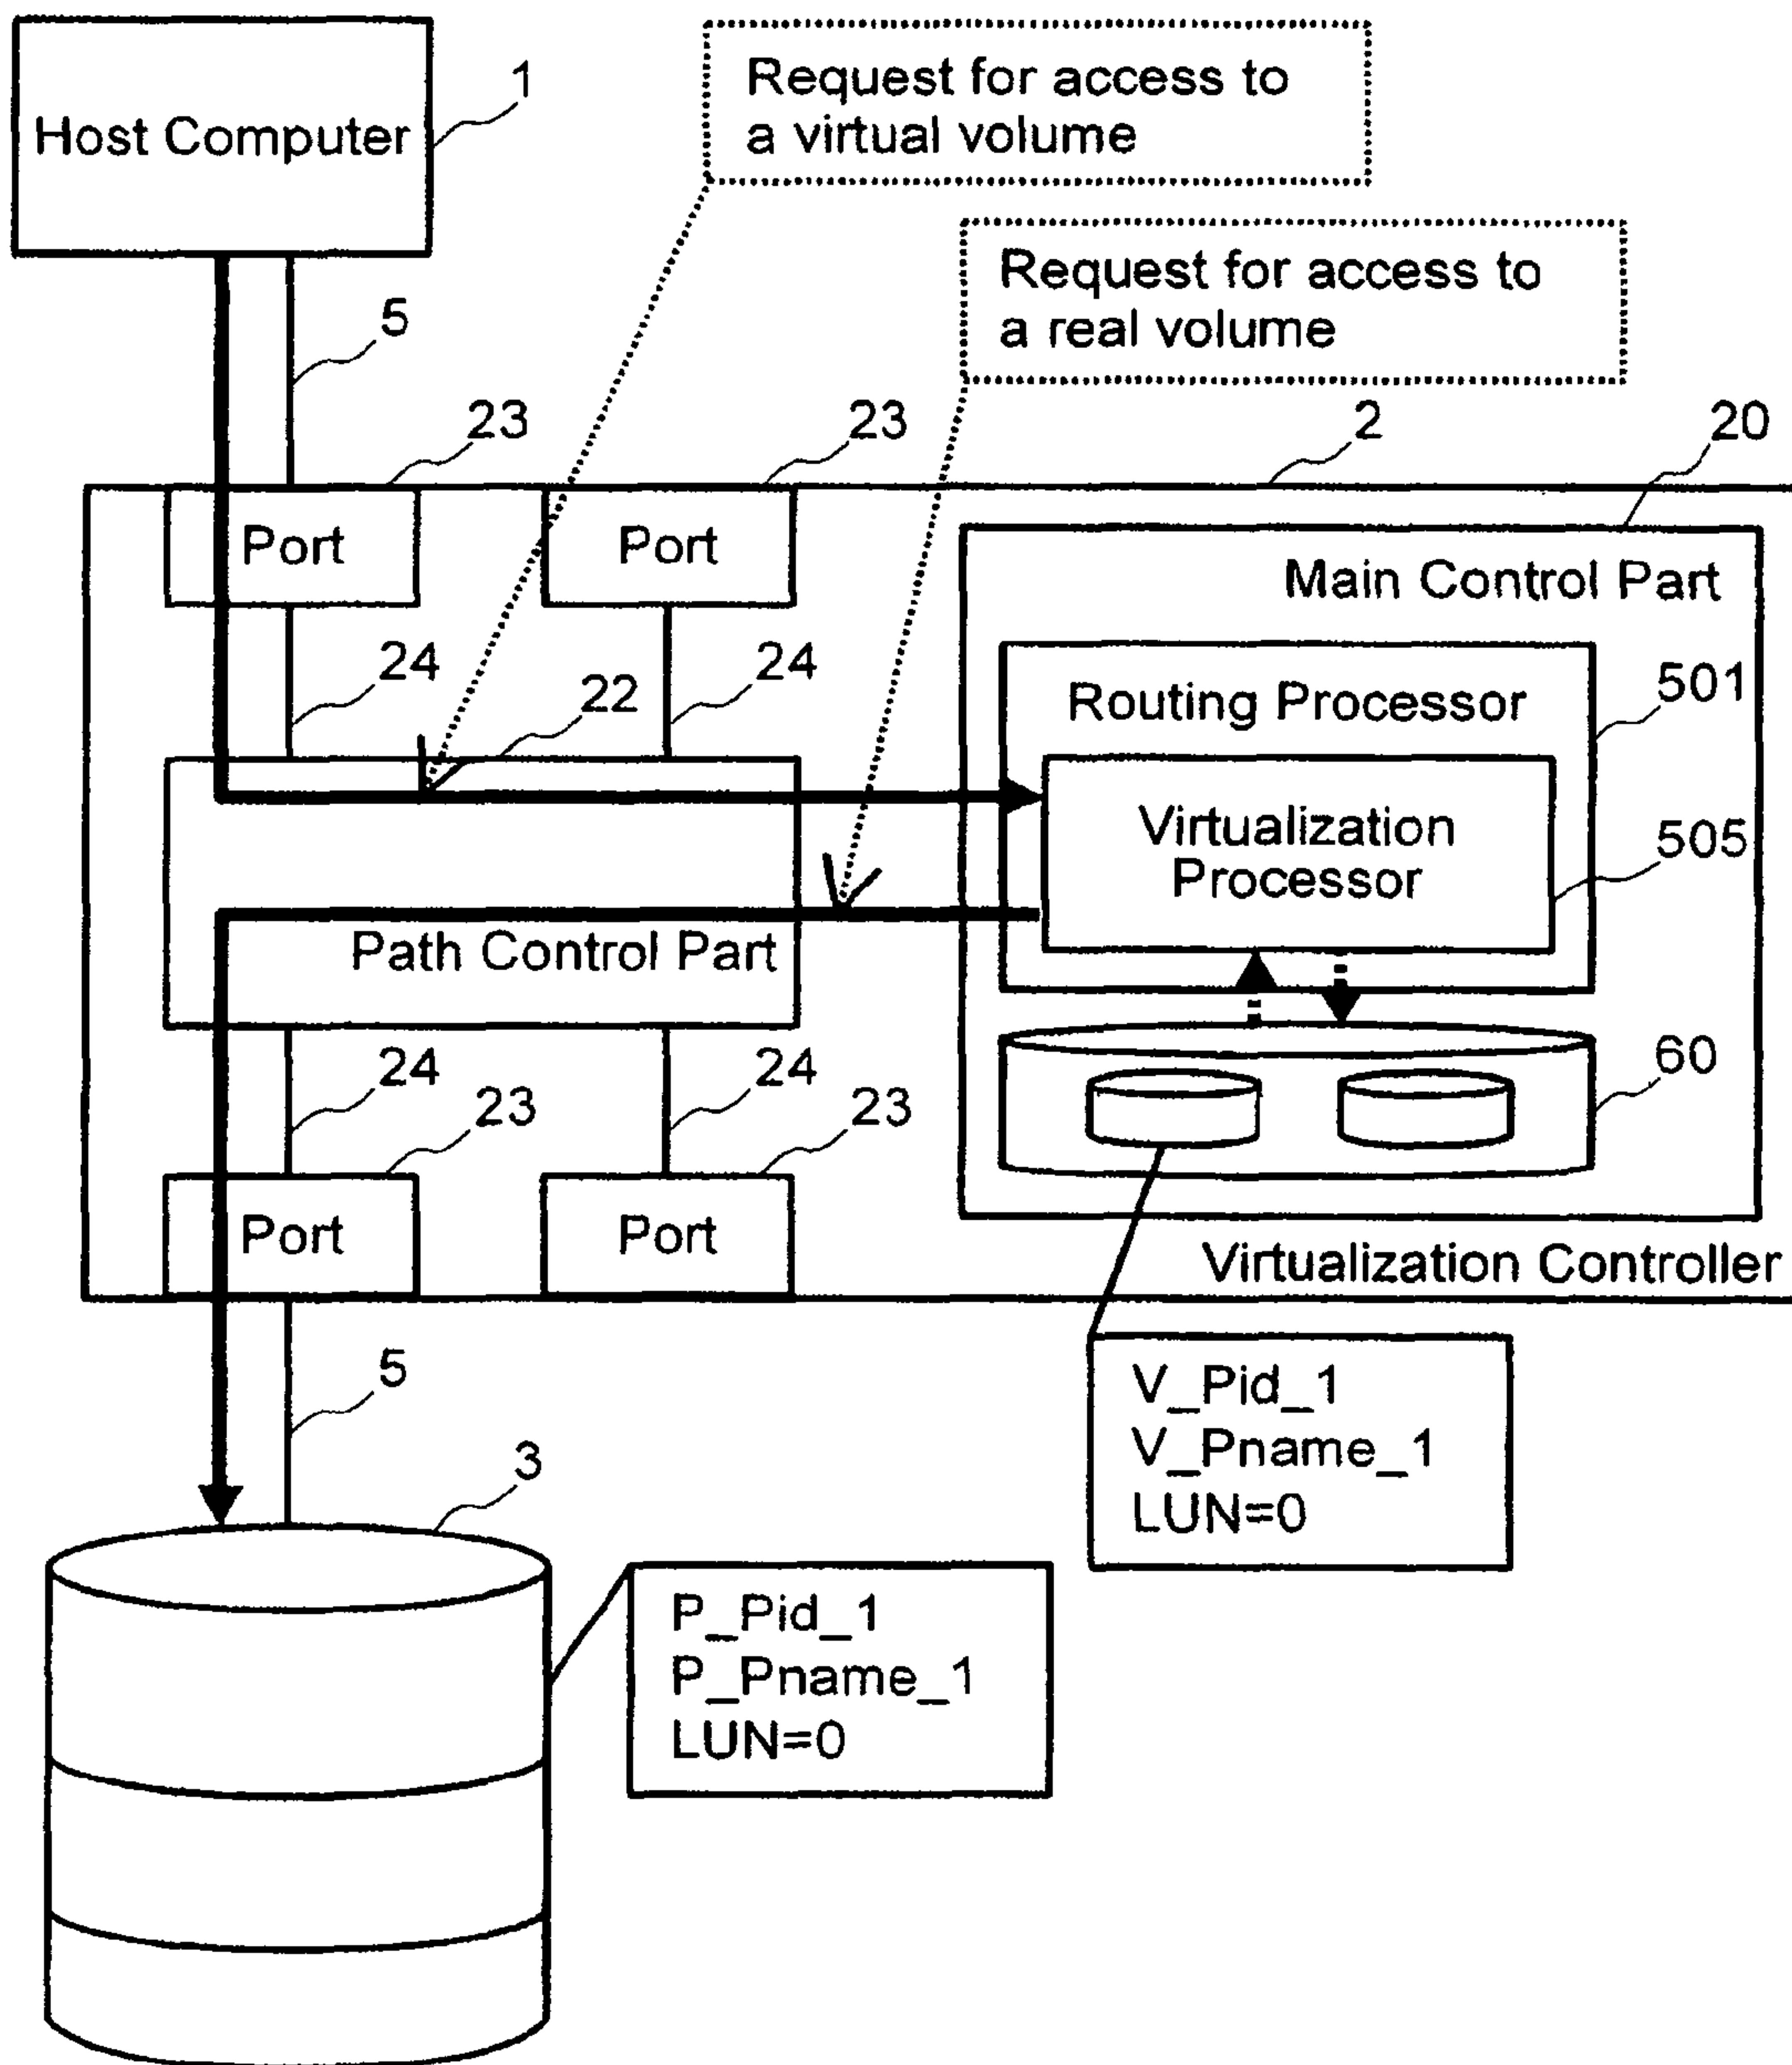 1
Host Computer
Request for access to
a virtual volume
Request for access to
a real volume
5
23
23
2
20
Port
Port
Main Control Part
24
22
24
501
Routing Processor
Virtualization
Processor
505
Path Control Part
24
23
24
23
60
Port
Port
Virtualization Controller
5
V_Pid_1
V_Pname_1
LUN=0
3
P_Pid_1
P_Pname_1
LUN=0